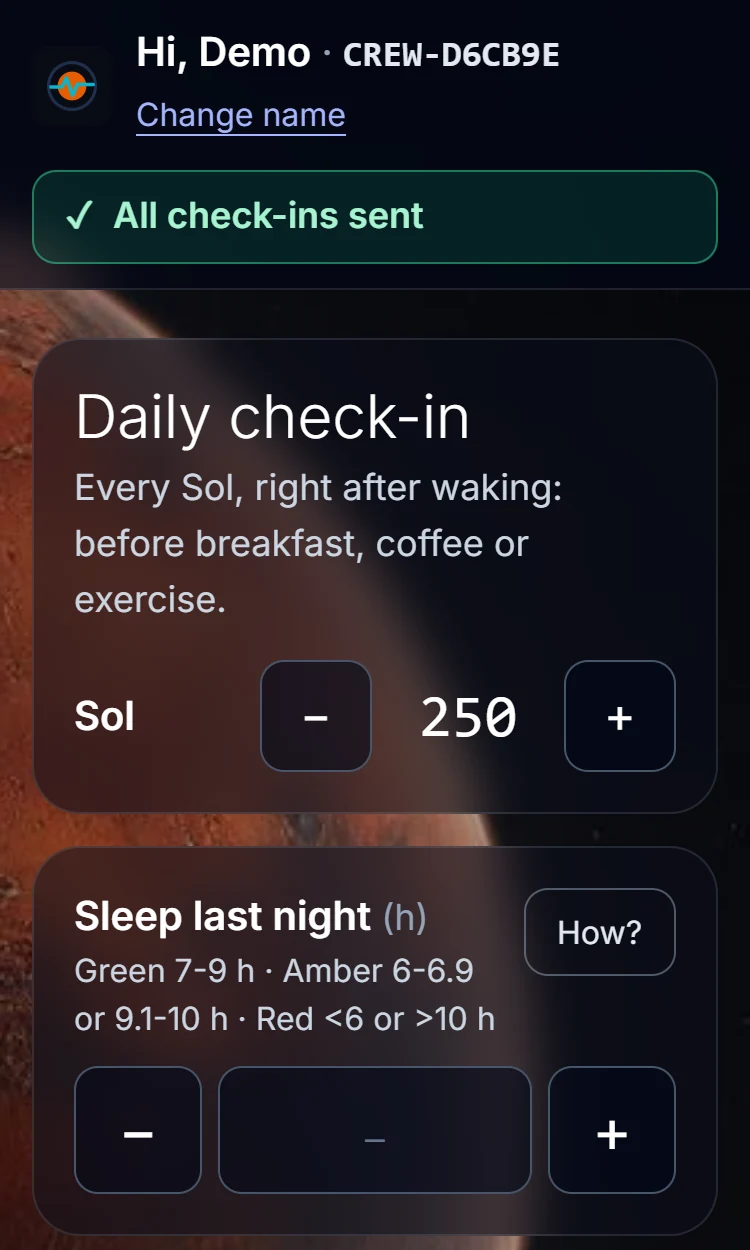 Hi, Demo · CREW-D6CB9E
Change name
✓ All check-ins sent
Daily check-in
Every Sol, right after waking:
before breakfast, coffee or
exercise.
Sol − 250 +
Sleep last night (h) How?
Green 7-9 h · Amber 6-6.9
or 9.1-10 h · Red <6 or >10 h
− – +